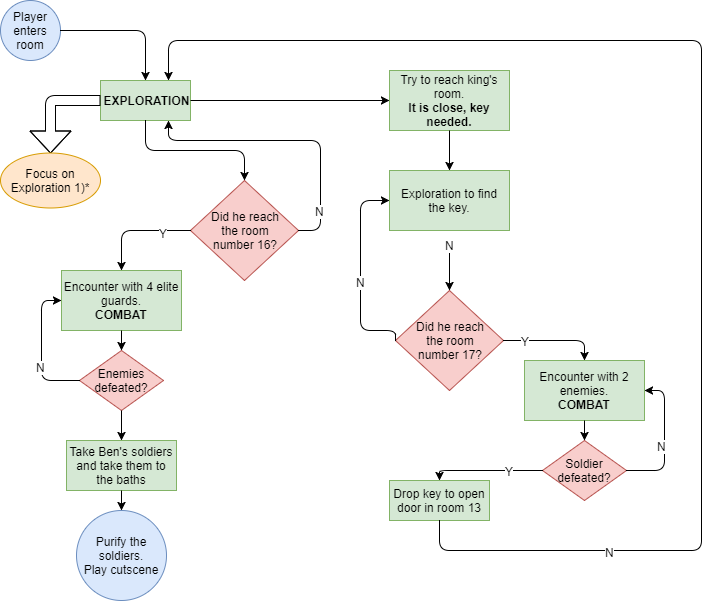 Player
enters
room
EXPLORATION
Try to reach king's
room.
It is close, key
needed.
Focus on
Exploration 1)*
Exploration to find
the key.
Did he reach
the room
number 16?
N
Y
N
Encounter with 4 elite
guards.
COMBAT
N
Did he reach
the room
number 17?
Y
N
Enemies
defeated?
Encounter with 2
enemies.
COMBAT
N
Take Ben's soldiers
and take them to
the baths
Soldier
defeated?
Y
Drop key to open
door in room 13
Purify the
soldiers.
Play cutscene
N